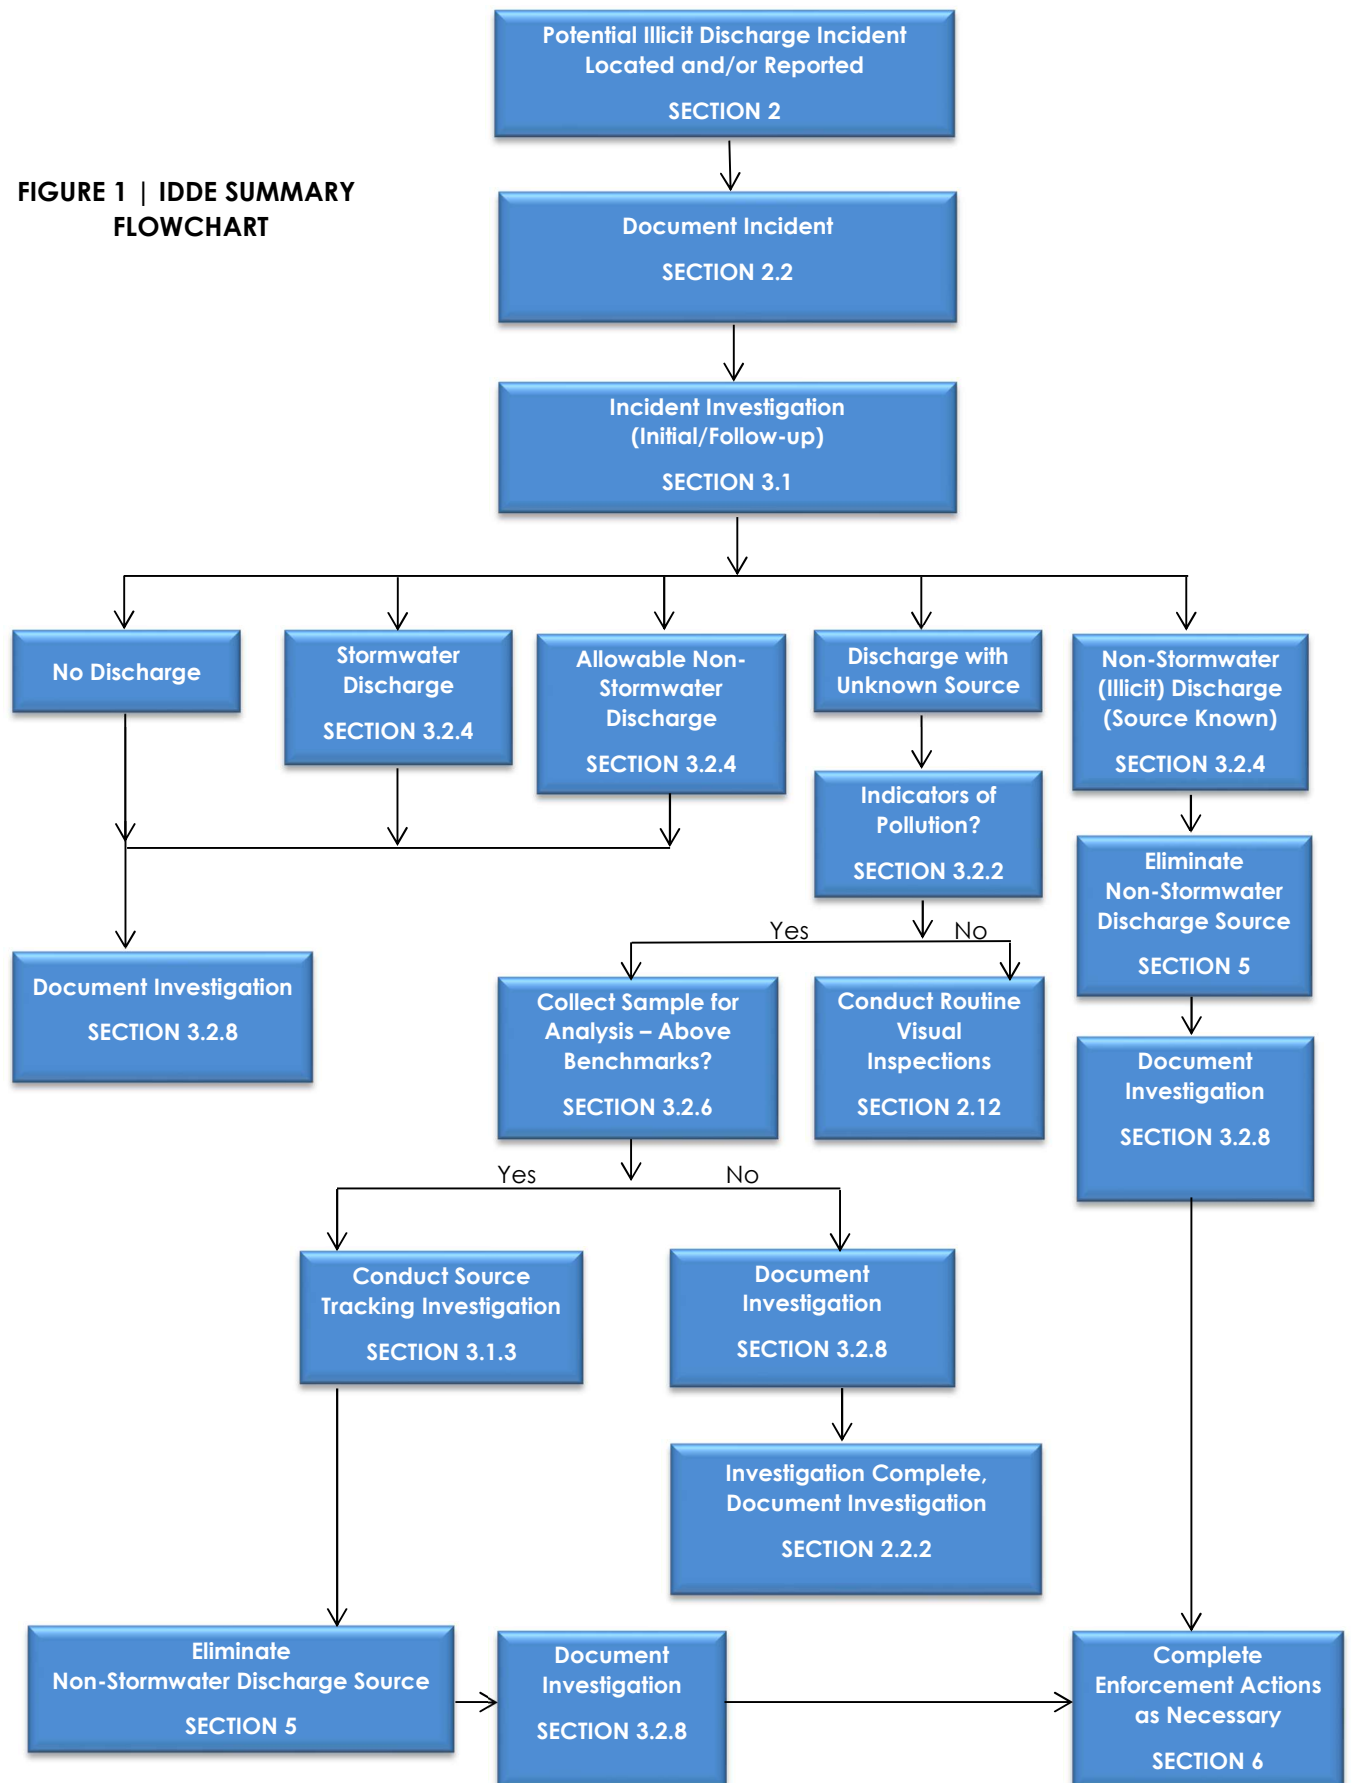 Potential Illicit Discharge Incident
Located and/or Reported
SECTION 2
FIGURE 1 | IDDE SUMMARY
FLOWCHART
Document Incident
SECTION 2.2
Incident Investigation
(Initial/Follow-up)
SECTION 3.1
No Discharge
Stormwater
Discharge
SECTION 3.2.4
Allowable Non-
Stormwater
Discharge
SECTION 3.2.4
Discharge with
Unknown Source
Non-Stormwater
(Illicit) Discharge
(Source Known)
SECTION 3.2.4
Indicators of
Pollution?
SECTION 3.2.2
Eliminate
Non-Stormwater
Discharge Source
SECTION 5
Yes
No
Document Investigation
SECTION 3.2.8
Collect Sample for
Analysis – Above
Benchmarks?
SECTION 3.2.6
Conduct Routine
Visual
Inspections
SECTION 2.12
Document
Investigation
SECTION 3.2.8
Yes
No
Conduct Source
Tracking Investigation
SECTION 3.1.3
Document
Investigation
SECTION 3.2.8
Investigation Complete,
Document Investigation
SECTION 2.2.2
Eliminate
Non-Stormwater Discharge Source
SECTION 5
Document
Investigation
SECTION 3.2.8
Complete
Enforcement Actions
as Necessary
SECTION 6